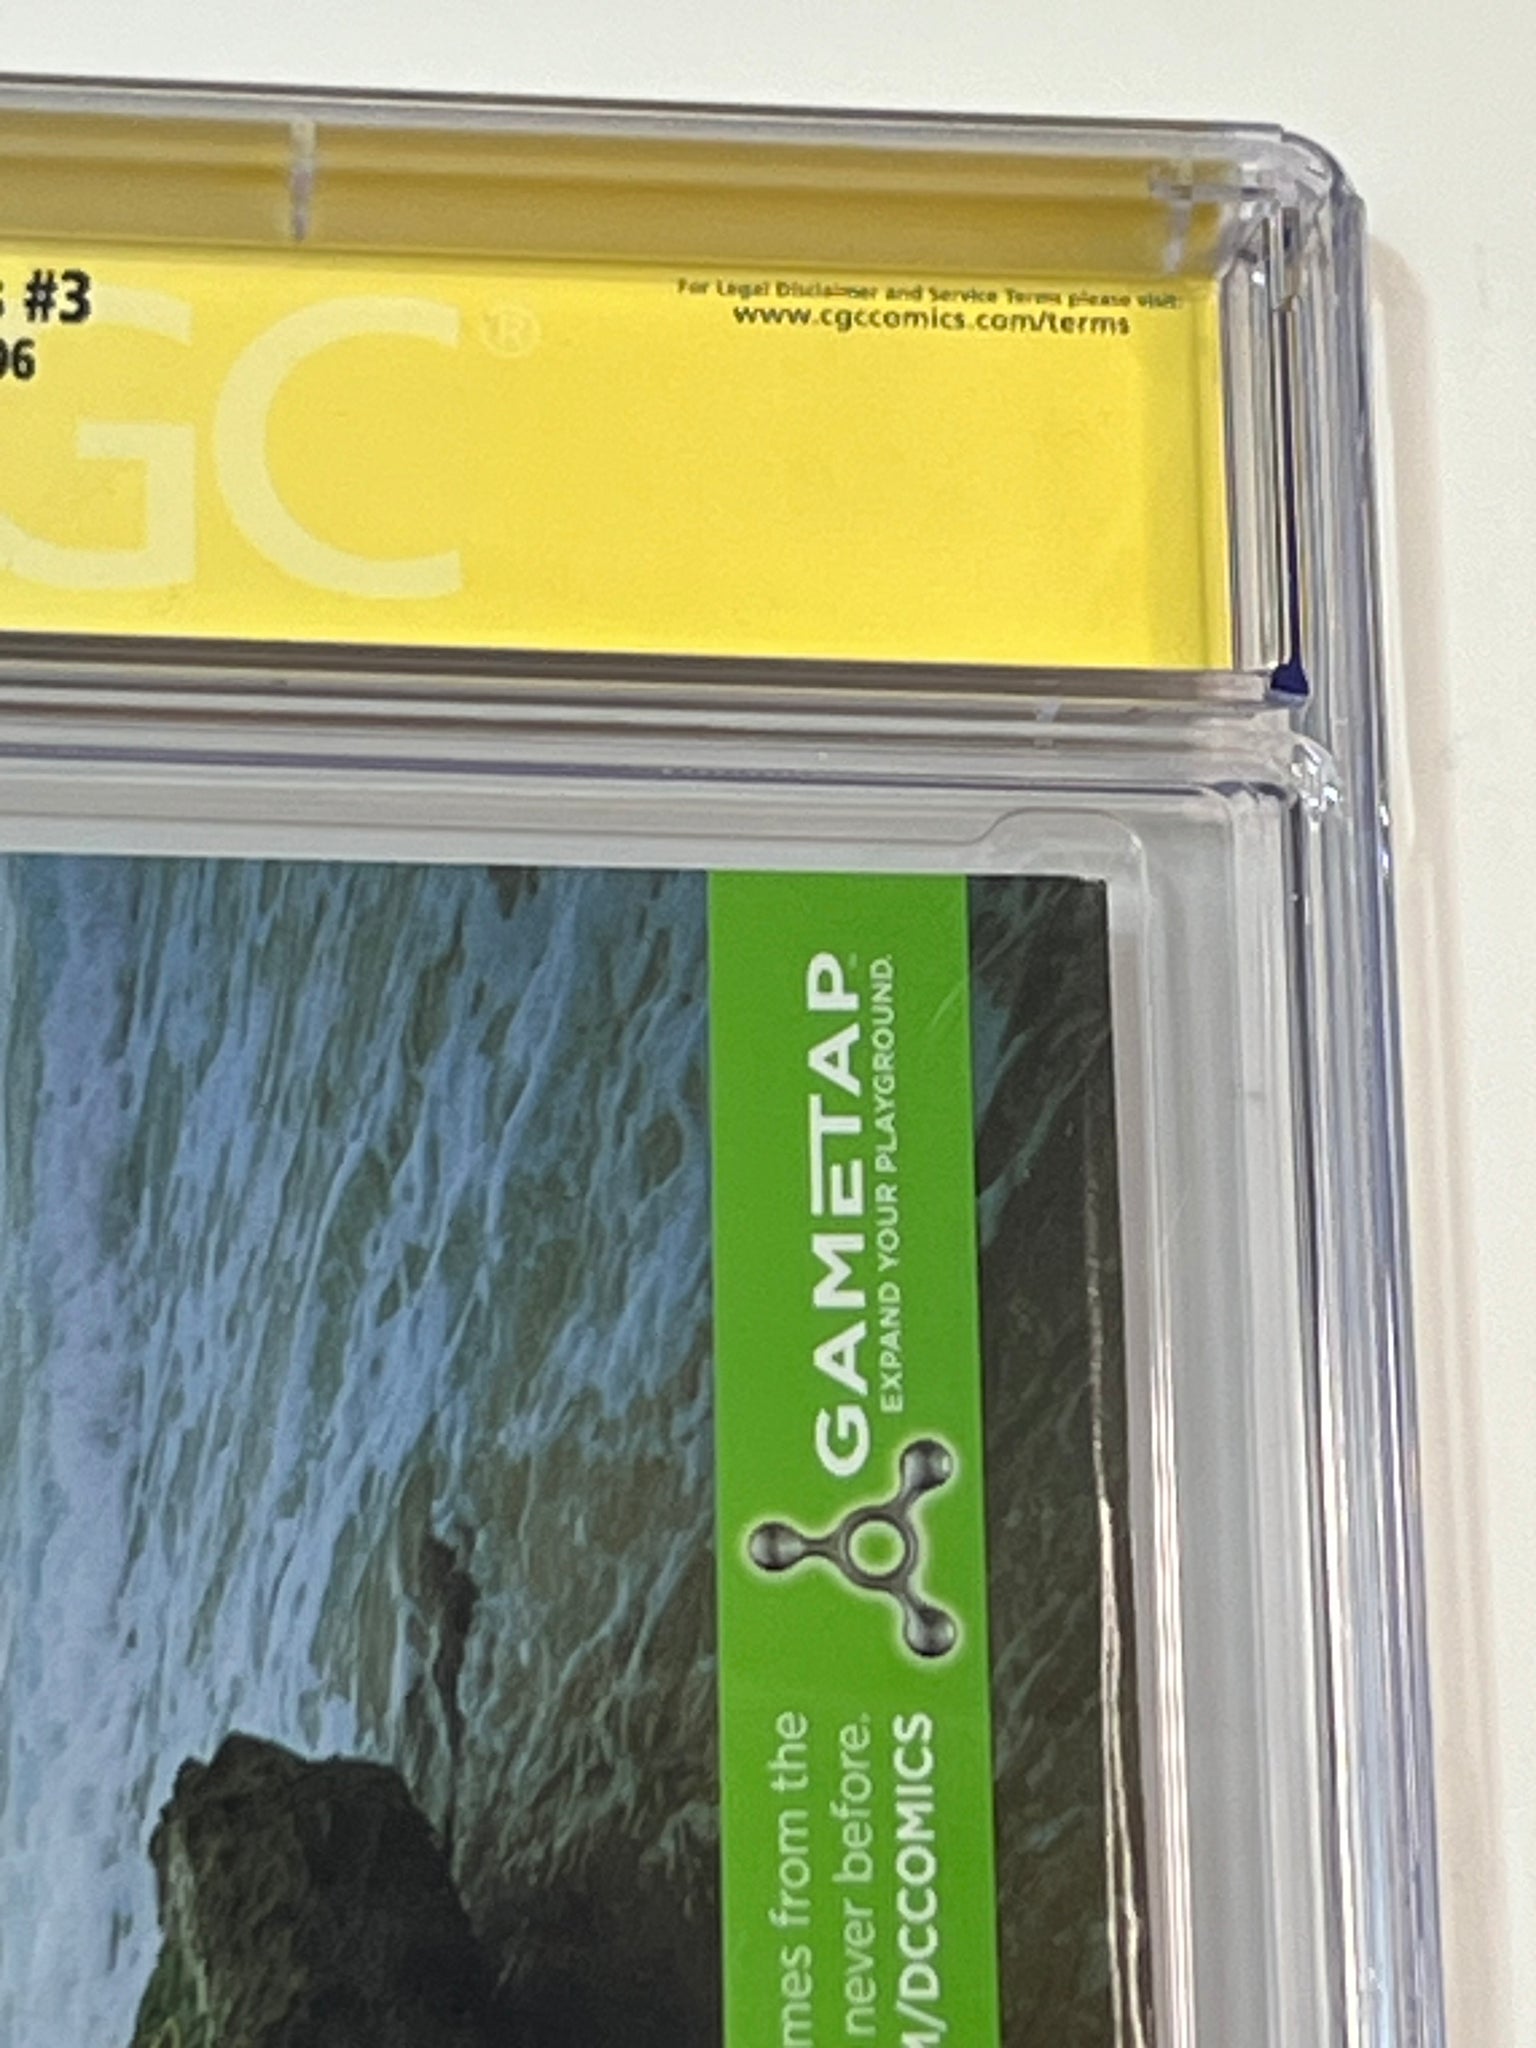 s #3
06
GC®
For Legal Disclaimer and Service Terms please visit:
www.cgccomics.com/terms
GAMETAP™
EXPAND YOUR PLAYGROUND.
mes from the
never before.
M/DCCOMICS